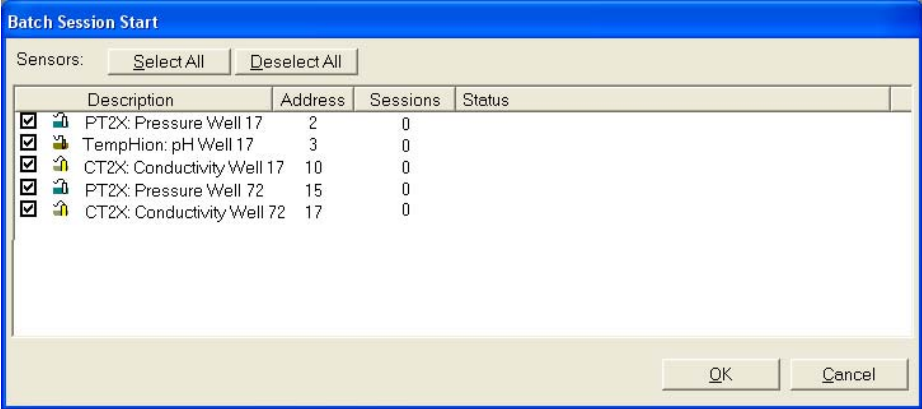 Batch Session Start
Sensors: Select All Deselect All
Description Address Sessions Status
PT2X: Pressure Well 17 2 0
TempHion: pH Well 17 3 0
CT2X: Conductivity Well 17 10 0
PT2X: Pressure Well 72 15 0
CT2X: Conductivity Well 72 17 0
OK Cancel